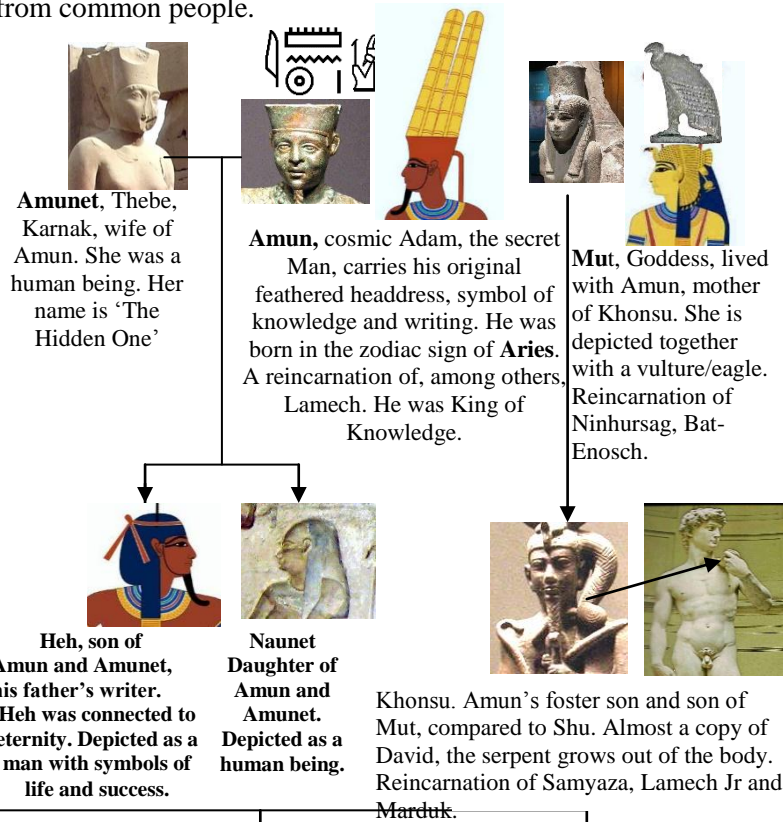 from common people.
Amunet, Thebe,
Karnak, wife of
Amun. She was a
human being. Her
name is ‘The
Hidden One’
Amun, cosmic Adam, the secret
Man, carries his original
feathered headdress, symbol of
knowledge and writing. He was
born in the zodiac sign of Aries.
A reincarnation of, among others,
Lamech. He was King of
Knowledge.
Mut, Goddess, lived
with Amun, mother
of Khonsu. She is
depicted together
with a vulture/eagle.
Reincarnation of
Ninhursag, Bat-
Enosch.
Heh, son of
Amun and Amunet,
his father’s writer.
Heh was connected to
eternity. Depicted as a
man with symbols of
life and success.
Naunet
Daughter of
Amun and
Amunet.
Depicted as a
human being.
Khonsu. Amun’s foster son and son of
Mut, compared to Shu. Almost a copy of
David, the serpent grows out of the body.
Reincarnation of Samyaza, Lamech Jr and
Marduk.